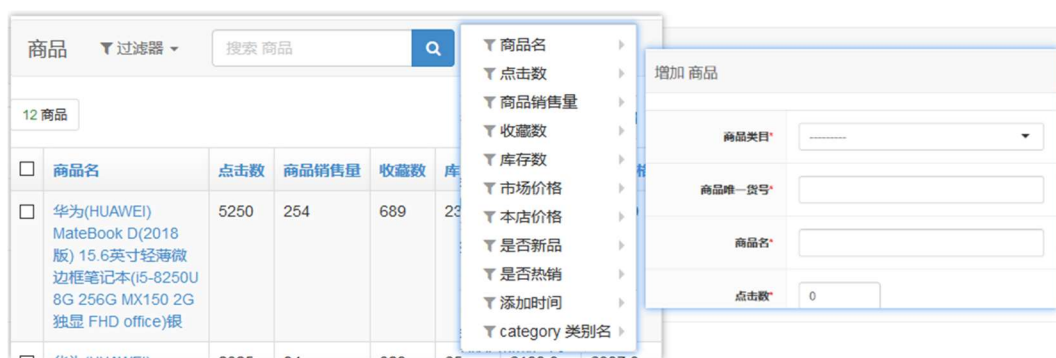 商品
过滤器
搜索 商品
12 商品
商品名
点击数
商品销售量
收藏数
库
华为(HUAWEI)
MateBook D(2018
版) 15.6英寸轻薄微
边框笔记本(i5-8250U
8G 256G MX150 2G
独显 FHD office)银
5250
254
689
23
商品名
点击数
商品销售量
收藏数
库存数
市场价格
本店价格
是否新品
是否热销
添加时间
category 类别名
增加 商品
商品类目*
---------
商品唯一货号*
商品名*
点击数*
0